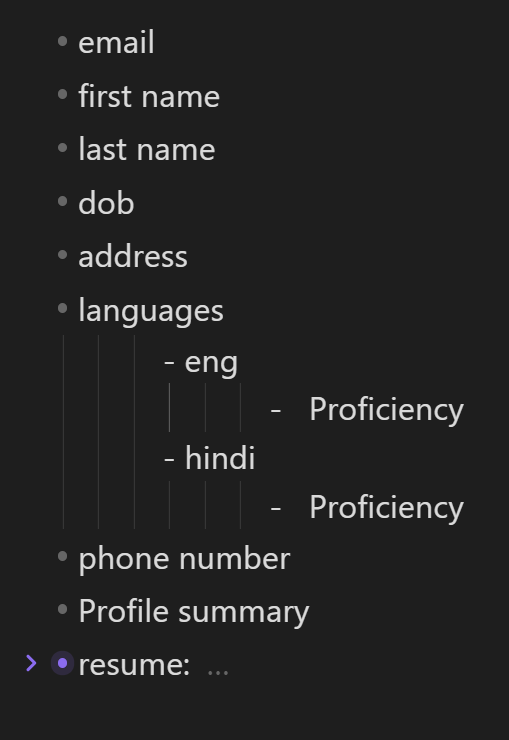 email
first name
last name
dob
address
languages
- eng
- Proficiency
- hindi
- Proficiency
phone number
Profile summary
resume: ...